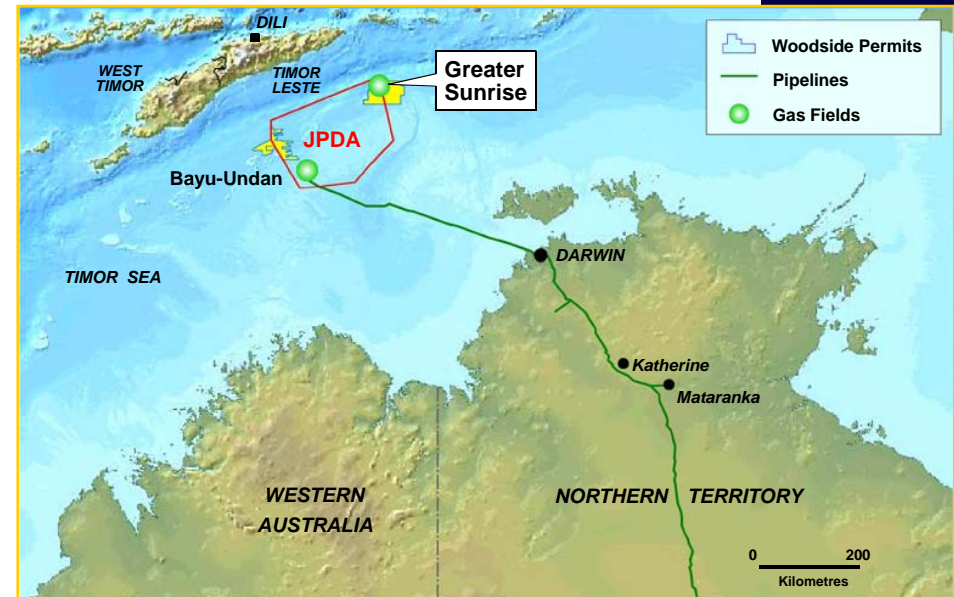 DILI
WEST
TIMOR
TIMOR
LESTE
Greater
Sunrise
Woodside Permits
Pipelines
Gas Fields
JPDA
Bayu-Undan
TIMOR SEA
DARWIN
Katherine
Mataranka
WESTERN
AUSTRALIA
NORTHERN TERRITORY
0 200
Kilometres